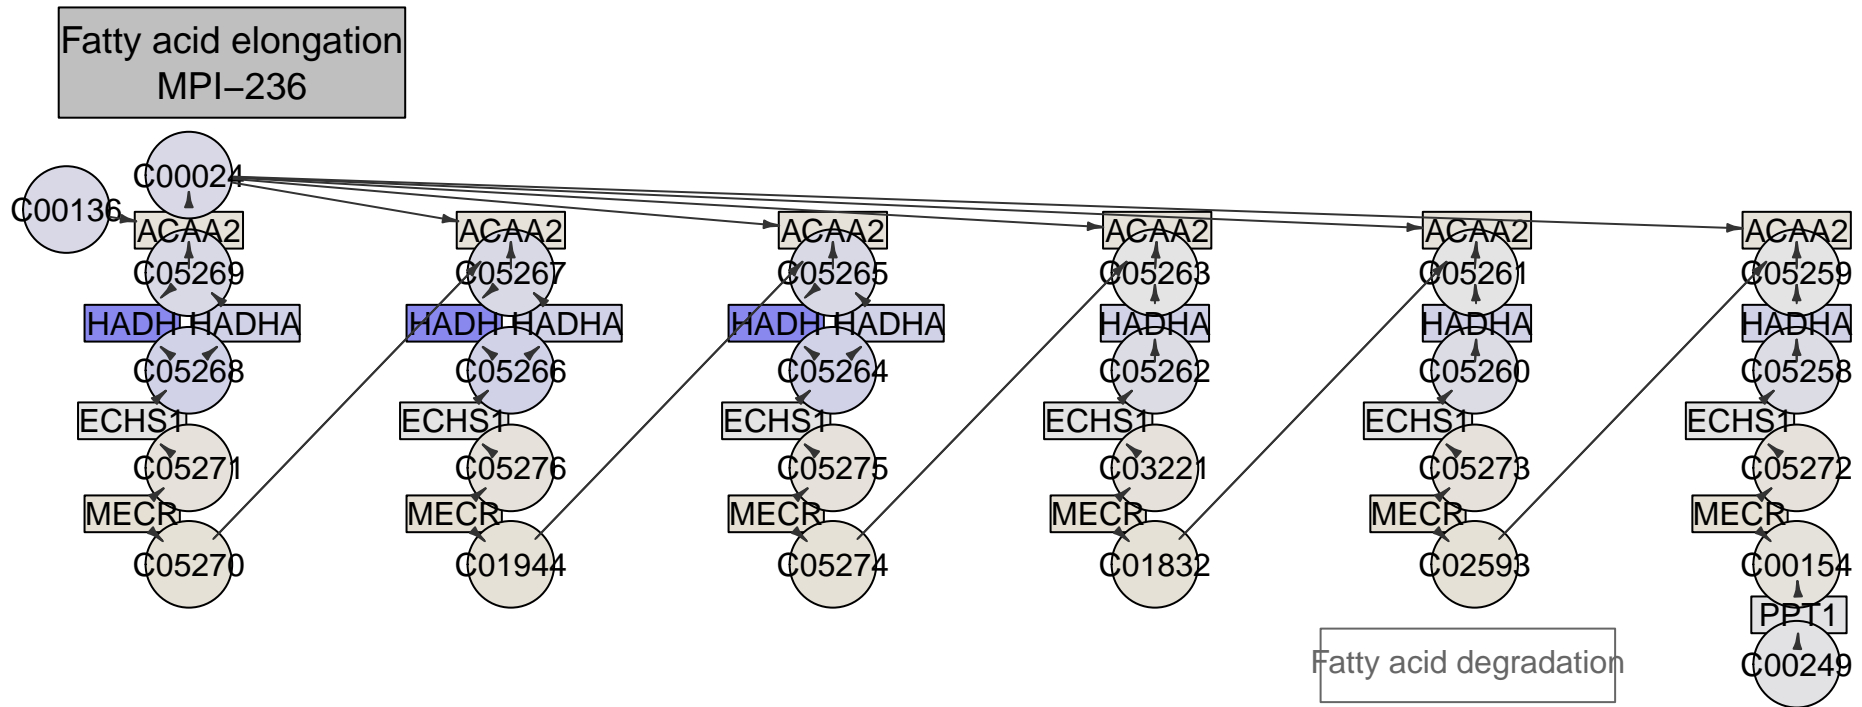 Fatty acid elongation
MPI–236
C00024
C00136
ACAA2 ACAA2 ACAA2 ACAA2 ACAA2 ACAA2
C05269 C05267 C05265 C05263 C05261 C05259
HADH HADHA HADH HADHA HADH HADHA HADHA HADHA HADHA
C05268 C05266 C05264 C05262 C05260 C05258
ECHS1 ECHS1 ECHS1 ECHS1 ECHS1 ECHS1
C05271 C05276 C05275 C03221 C05273 C05272
MECR MECR MECR MECR MECR MECR
C05270 C01944 C05274 C01832 C02593 C00154
PPT1
Fatty acid degradation
C00249